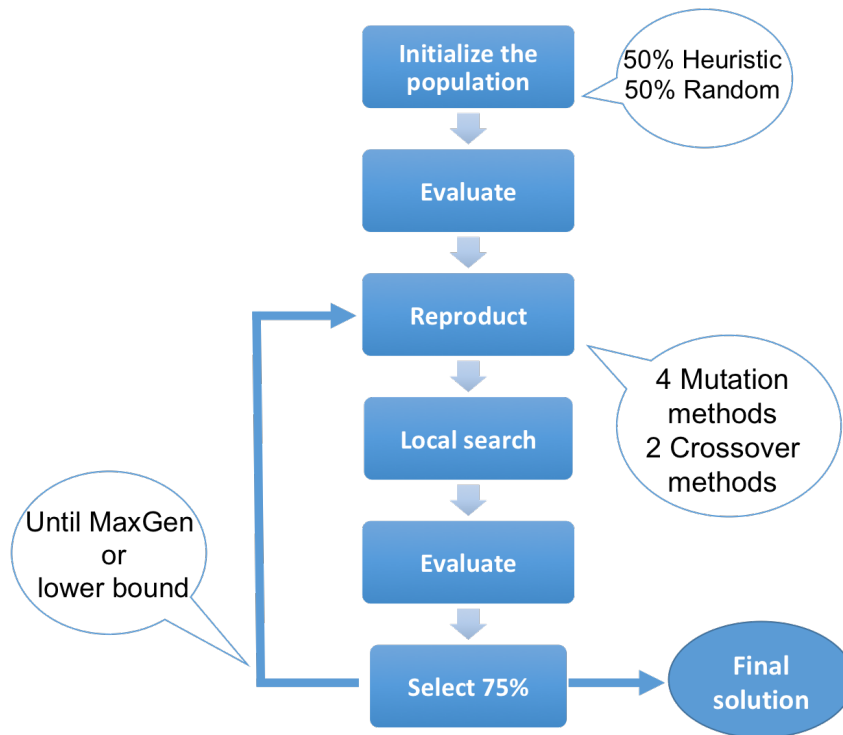 Initialize the
population
50% Heuristic
50% Random
Evaluate
Reproduct
4 Mutation
methods
2 Crossover
methods
Local search
Until MaxGen
or
lower bound
Evaluate
Select 75%
Final
solution